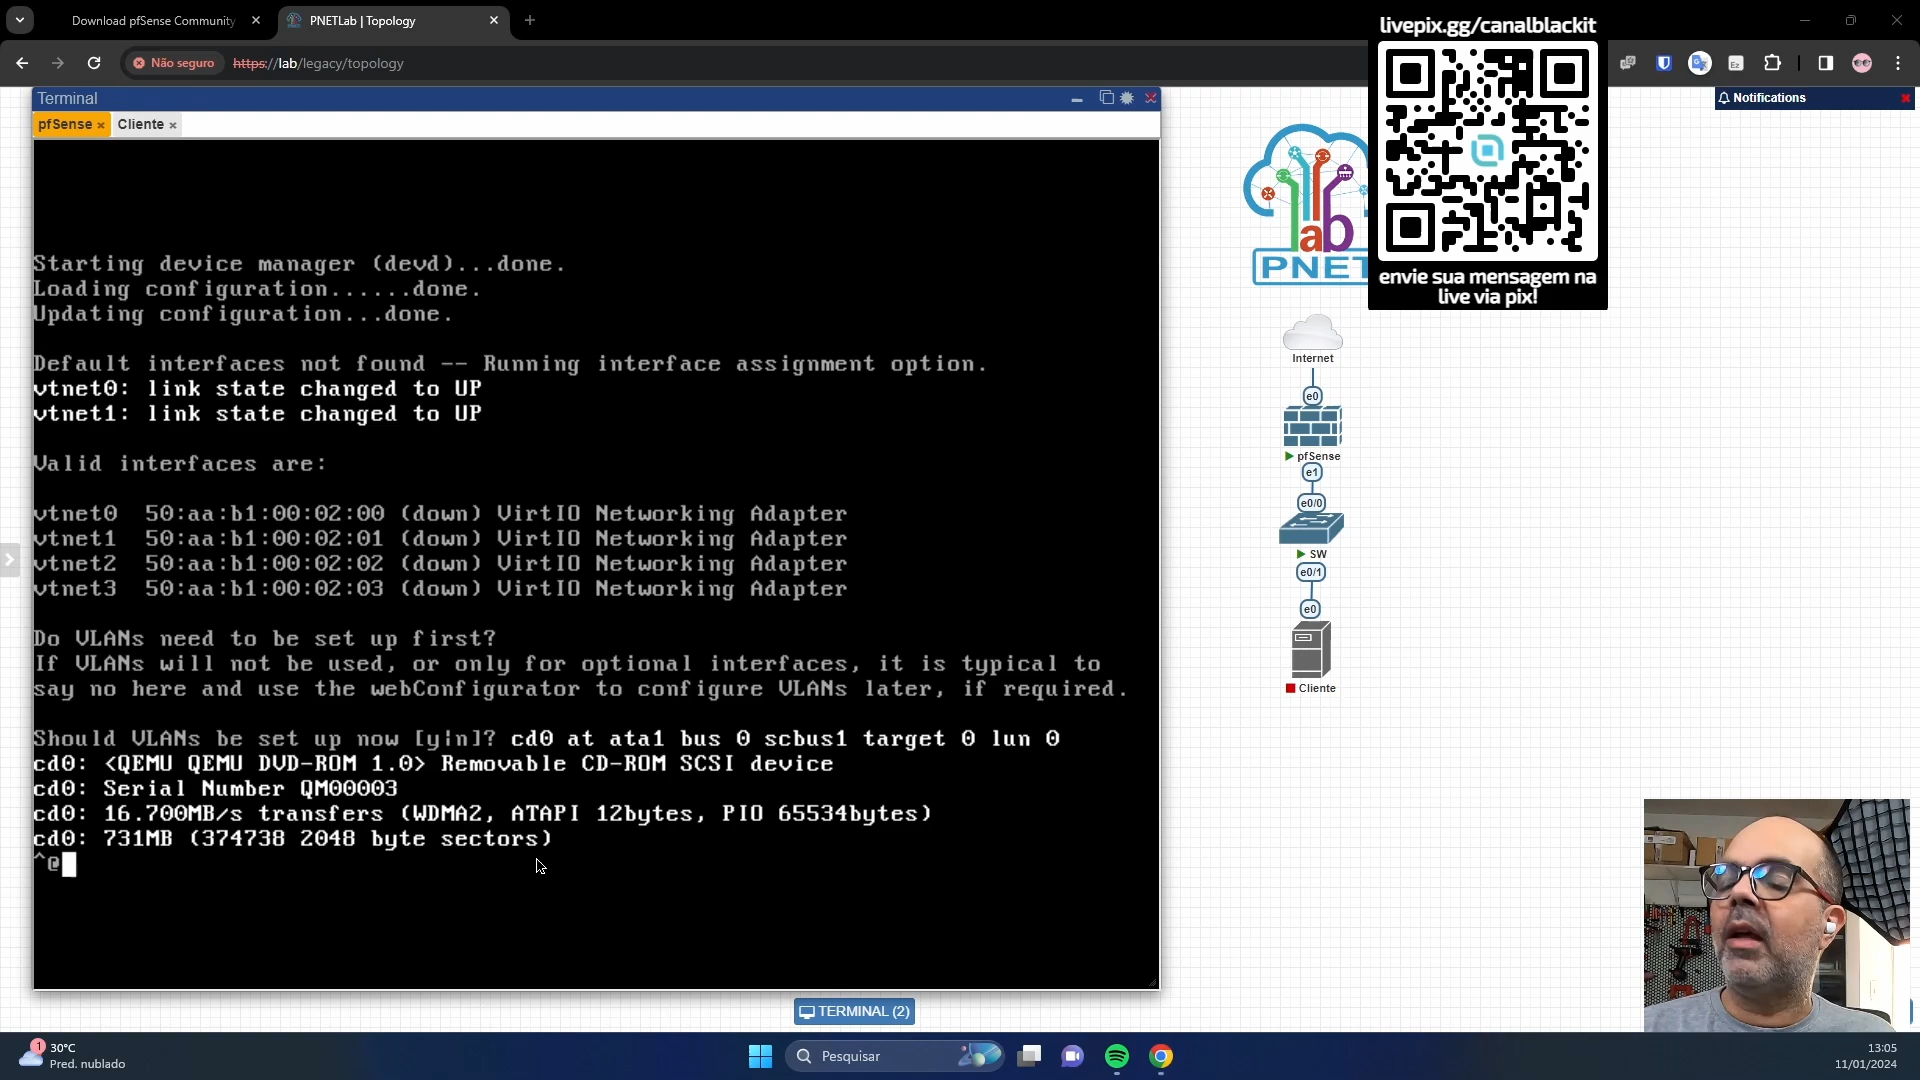 Download pfSense Community
PNETLab | Topology
Não seguro
https://lab/legacy/topology
livepix.gg/canalblackit
envie sua mensagem na
live via pix!
Notifications
Terminal
pfSense
Cliente
Starting device manager (devd)...done.
Loading configuration......done.
Updating configuration...done.
Default interfaces not found -- Running interface assignment option.
vtnet0: link state changed to UP
vtnet1: link state changed to UP
Valid interfaces are:
vtnet0 50:aa:b1:00:02:00 (down) VirtIO Networking Adapter
vtnet1 50:aa:b1:00:02:01 (down) VirtIO Networking Adapter
vtnet2 50:aa:b1:00:02:02 (down) VirtIO Networking Adapter
vtnet3 50:aa:b1:00:02:03 (down) VirtIO Networking Adapter
Do VLANs need to be set up first?
If VLANs will not be used, or only for optional interfaces, it is typical to
say no here and use the webConfigurator to configure VLANs later, if required.
Should VLANs be set up now [y|n]? cd0 at ata1 bus 0 scbus1 target 0 lun 0
cd0: <QEMU QEMU DVD-ROM 1.0> Removable CD-ROM SCSI device
cd0: Serial Number QM00003
cd0: 16.700MB/s transfers (WDMA2, ATAPI 12bytes, PIO 65534bytes)
cd0: 731MB (374738 2048 byte sectors)
^@
lab
PNET
Internet
e0
pfSense
e1
e0/0
SW
e0/1
e0
Cliente
TERMINAL (2)
1
30°C
Pred. nublado
Pesquisar
13:05
11/01/2024